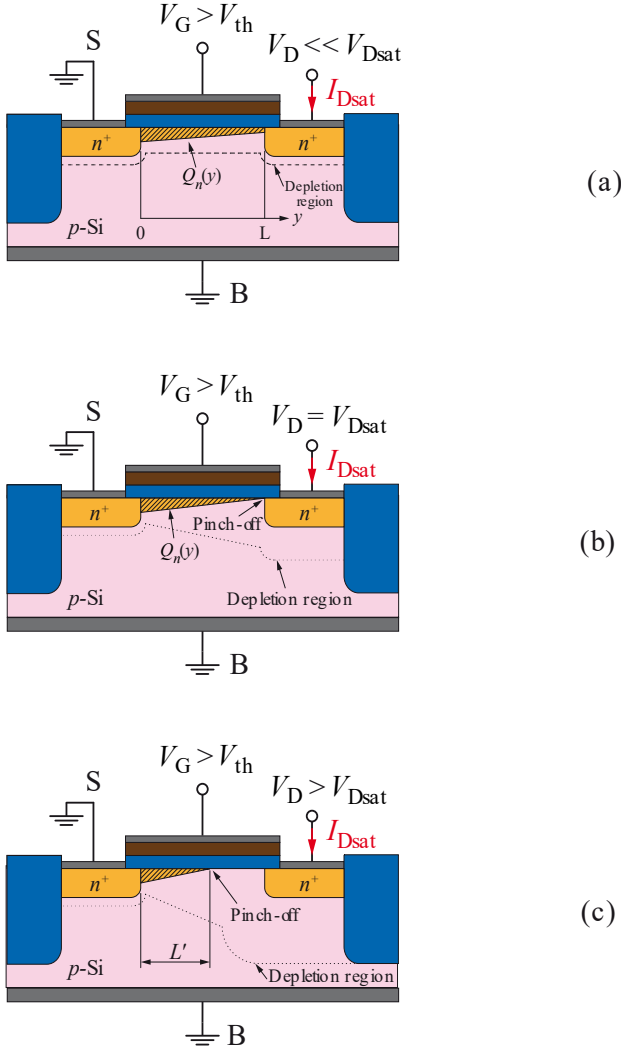 V_G > V_th
S
V_D << V_Dsat
I_Dsat
n⁺
n⁺
Q_n(y)
Depletion
region
(a)
p-Si
0
L
y
B
V_G > V_th
S
V_D = V_Dsat
I_Dsat
n⁺
n⁺
Pinch-off
Q_n(y)
(b)
p-Si
Depletion region
B
V_G > V_th
S
V_D > V_Dsat
I_Dsat
n⁺
n⁺
Pinch-off
(c)
L′
p-Si
Depletion region
B